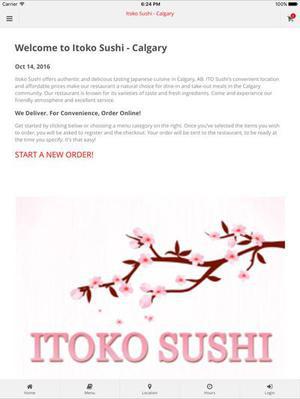 Carrier
6:24 PM
100%
Itoko Sushi - Calgary
Welcome to Itoko Sushi - Calgary
Oct 14, 2016
Itoko Sushi offers authentic and delicious tasting Japanese cuisine in Calgary, AB. ITO Sushi's convenient location
and affordable prices make our restaurant a natural choice for dine-in and take-out meals in the Calgary
community. Our restaurant is known for its varieties of taste and fresh ingredients. Come and experience our
friendly atmosphere and excellent service.
We Deliver. For Convenience, Order Online!
Get started by clicking below or choosing a menu category on the right. Once you've selected the items you wish
to order, you will be asked to register and the checkout. Your order will be sent to the restaurant, to be ready at
the time you specify. It's that easy!
START A NEW ORDER!
ITOKO SUSHI
Home Menu Location Hours Login